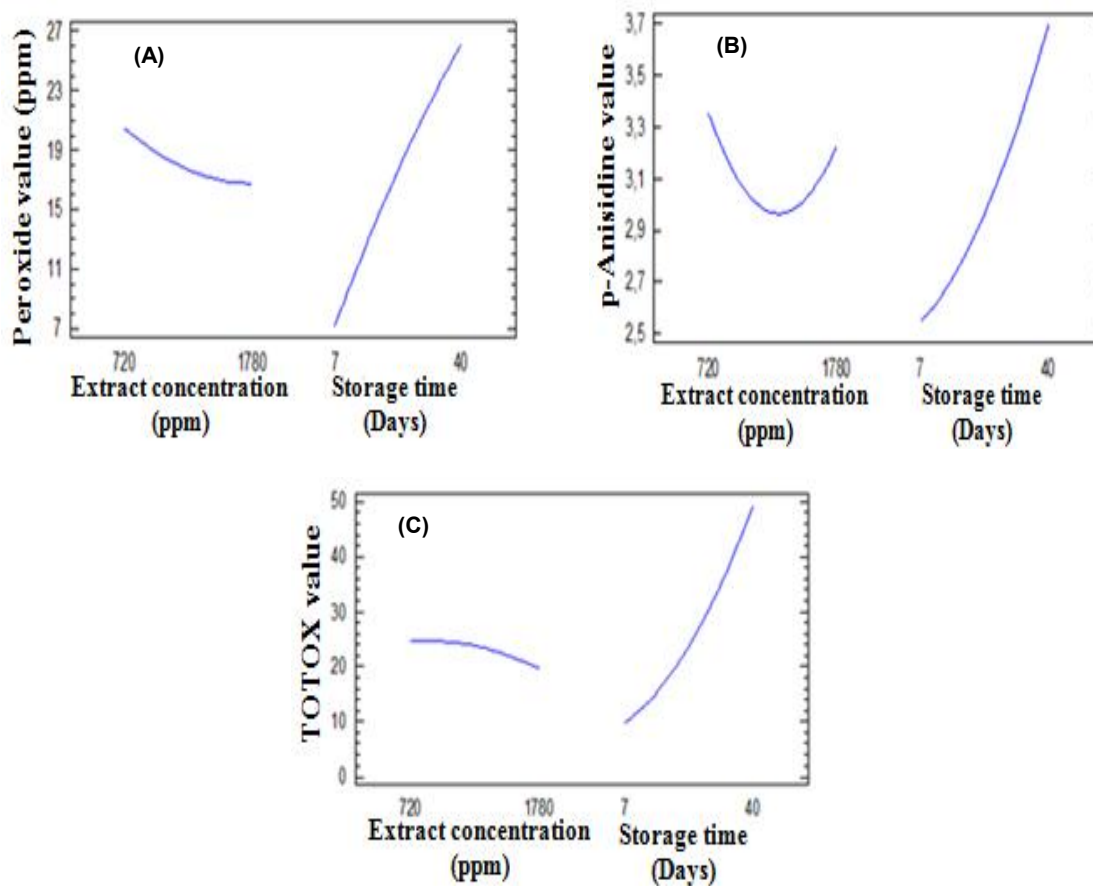 (A)
Peroxide value (ppm)
27
23
19
15
11
7
720 1780 7 40
Extract concentration Storage time
(ppm) (Days)
(B)
p-Anisidine value
3,7
3,5
3,3
3,1
2,9
2,7
2,5
720 1780 7 40
Extract concentration Storage time
(ppm) (Days)
(C)
TOTOX value
50
40
30
20
10
0
720 1780 7 40
Extract concentration Storage time
(ppm) (Days)